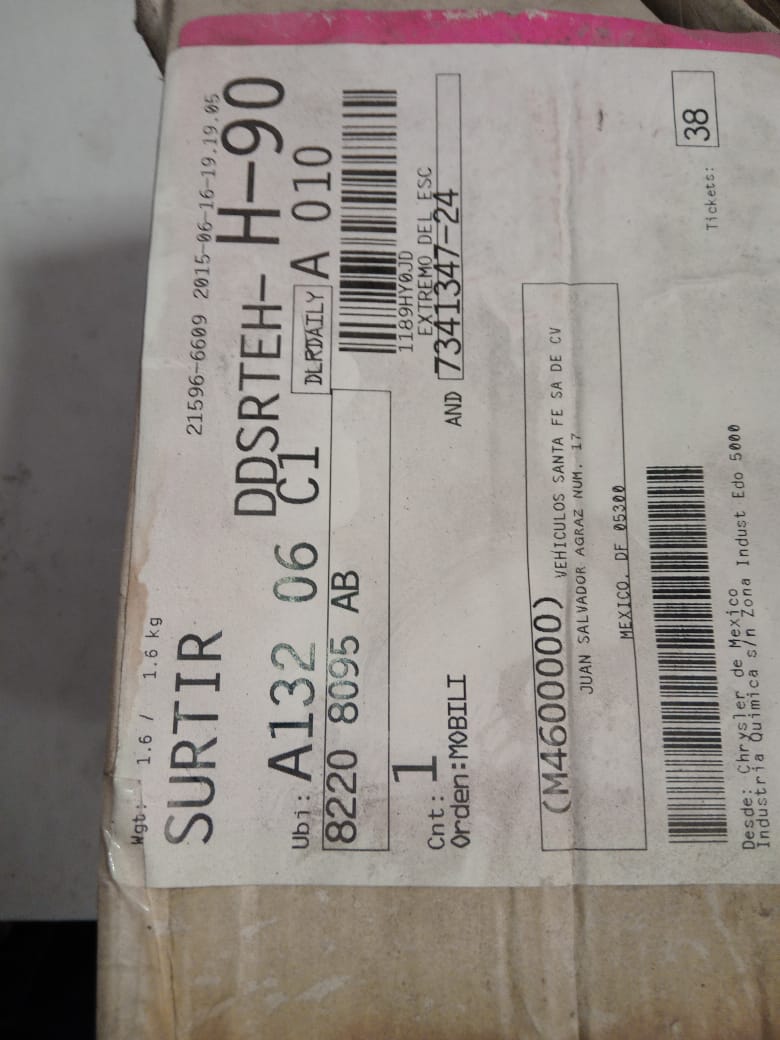 Wgt: 1.6 / 1.6 kg
21596-6609 2015-06-16-19.19.05
SURTIR
DDSRTEH- H-90
Ubi: A132 06 C1 DLRDAILY A 010
8220 8095 AB
1189HY0JD
EXTREMO DEL ESC
Cnt: 1
AND 7341347-24
Orden:MOBILI
(M4600000) VEHICULOS SANTA FE SA DE CV
JUAN SALVADOR AGRAZ NUM. 17
MEXICO, DF 05300
Tickets: 38
Desde: Chrysler de Mexico
Industria Quimica s/n Zona Indust Edo 5000